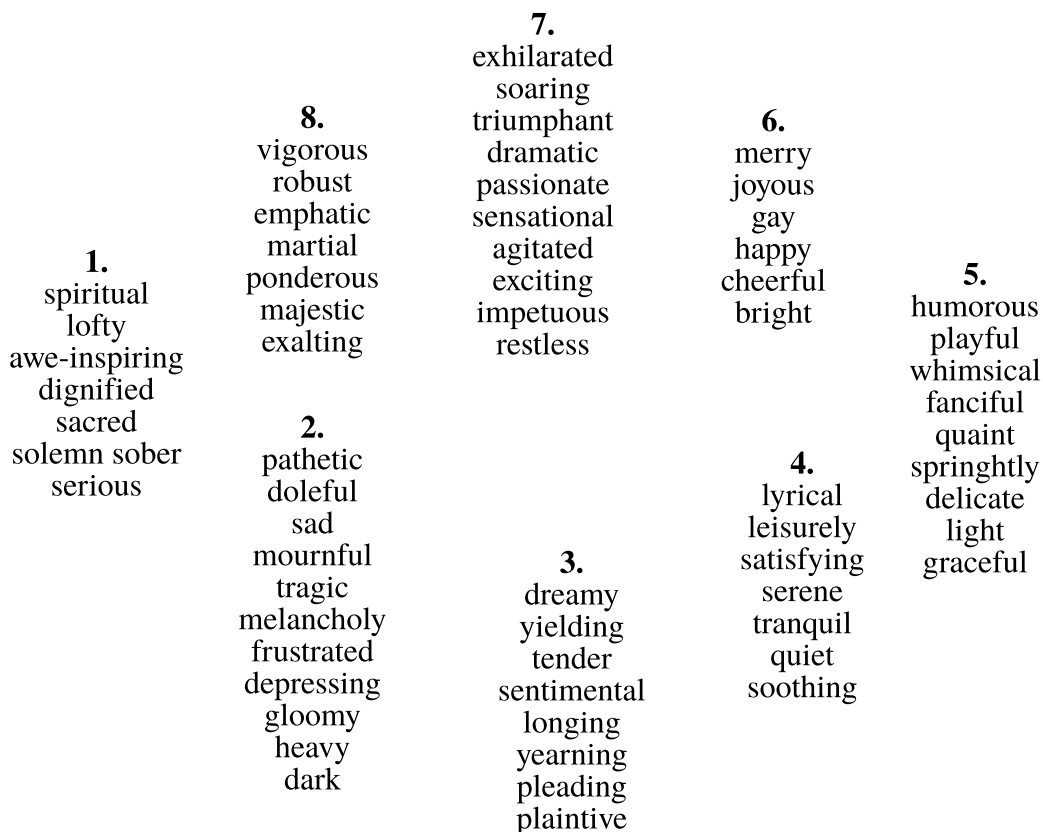 1.
spiritual
lofty
awe-inspiring
dignified
sacred
solemn sober
serious
2.
pathetic
doleful
sad
mournful
tragic
melancholy
frustrated
depressing
gloomy
heavy
dark
3.
dreamy
yielding
tender
sentimental
longing
yearning
pleading
plaintive
4.
lyrical
leisurely
satisfying
serene
tranquil
quiet
soothing
5.
humorous
playful
whimsical
fanciful
quaint
springhtly
delicate
light
graceful
6.
merry
joyous
gay
happy
cheerful
bright
7.
exhilarated
soaring
triumphant
dramatic
passionate
sensational
agitated
exciting
impetuous
restless
8.
vigorous
robust
emphatic
martial
ponderous
majestic
exalting